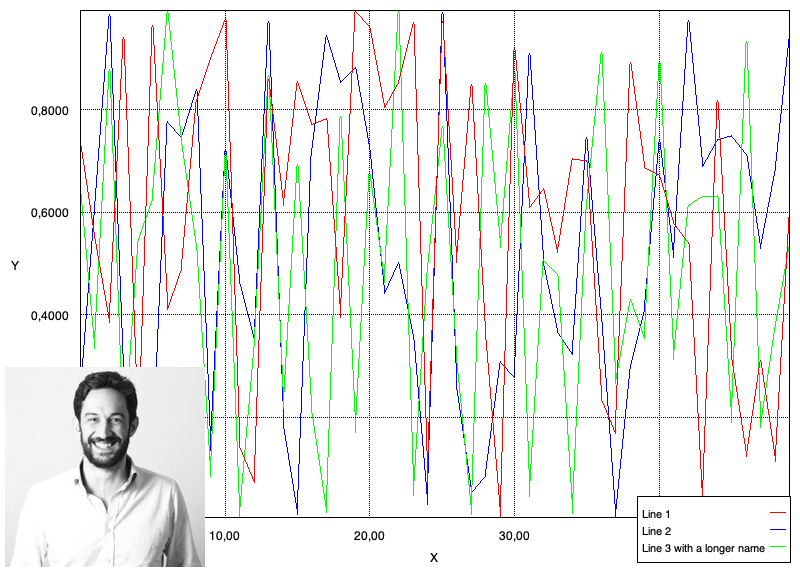 0,8000
0,6000
Y
0,4000
10,00
20,00
30,00
X
Line 1
Line 2
Line 3 with a longer name